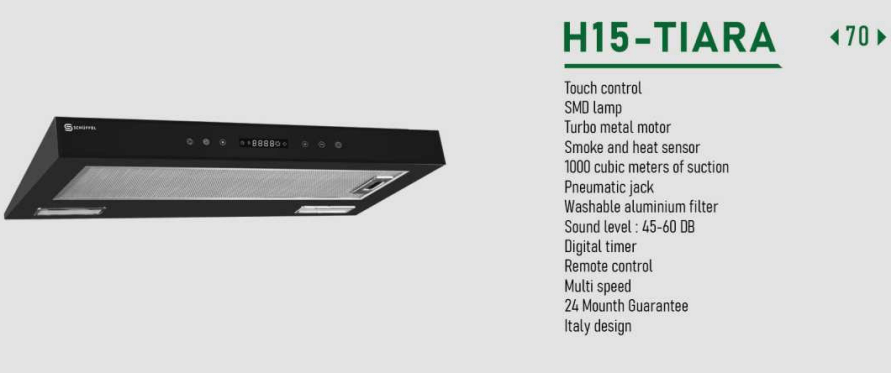 H15-TIARA
70
SCHÜFFEL
Touch control
SMD lamp
Turbo metal motor
Smoke and heat sensor
1000 cubic meters of suction
Pneumatic jack
Washable aluminium filter
Sound level : 45-60 DB
Digital timer
Remote control
Multi speed
24 Mounth Guarantee
Italy design